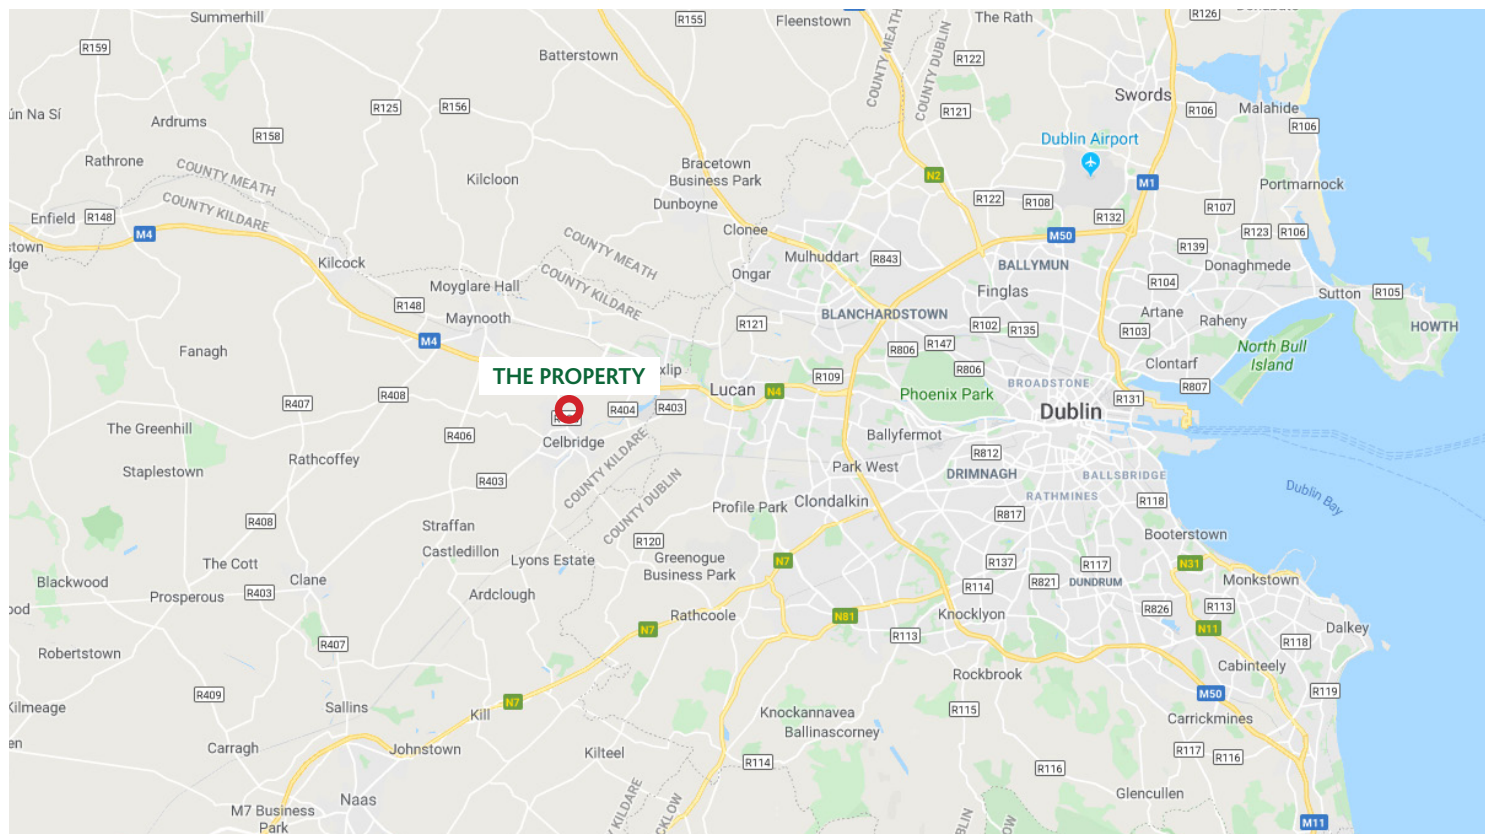 Summerhill
R155
Fleenstown
The Rath
R126
R159
Batterstown
COUNTY MEATH
COUNTY DUBLIN
R122
Swords
R125
R156
R121
R106
Malahide
ún Na Sí
Ardrums
R158
R106
Dublin Airport
Rathrone
COUNTY MEATH
Kilcloon
Bracetown
Business Park
N2
M1
Portmarnock
COUNTY KILDARE
Dunboyne
R122
R108
R132
R107
Enfield
R148
M4
Clonee
M50
R123
R106
stown
dge
Kilcock
COUNTY MEATH
Mulhuddart
R843
BALLYMUN
R139
Donaghmede
COUNTY KILDARE
Ongar
Moyglare Hall
Finglas
R104
Sutton
R105
R148
Maynooth
R121
BLANCHARDSTOWN
R102
R135
Artane
R103
Raheny
HOWTH
M4
Fanagh
R806
R147
North Bull
Island
THE PROPERTY
xlip
Lucan
N4
R109
R806
Clontarf
BROADSTONE
R807
R407
R408
R404
R403
Phoenix Park
R131
Dublin
The Greenhill
R406
Celbridge
Ballyfermot
Rathcoffey
COUNTY KILDARE
R812
Staplestown
R403
COUNTY DUBLIN
Park West
DRIMNAGH
BALLSBRIDGE
RATHMINES
Dublin Bay
Profile Park
Clondalkin
R118
R408
Straffan
R817
Castledillon
R120
Booterstown
The Cott
Lyons Estate
Greenogue
Business Park
N7
R137
R117
N31
Blackwood
Clane
R114
R821
DUNDRUM
Monkstown
ood
Prosperous
R403
Ardclough
Rathcoole
N81
Knocklyon
R826
R113
N7
R113
N11
Dalkey
R407
R118
Robertstown
Rockbrook
Cabinteely
R409
N7
M50
R119
Kilmeage
Sallins
Kill
Knockannavea
R115
Carrickmines
Ballinascorney
en
Carragh
Johnstown
Kilteel
R114
R117
R116
R116
Glencullen
Naas
M7 Business
Park
KILDARE
CKLOW
BLIN
OW
M11